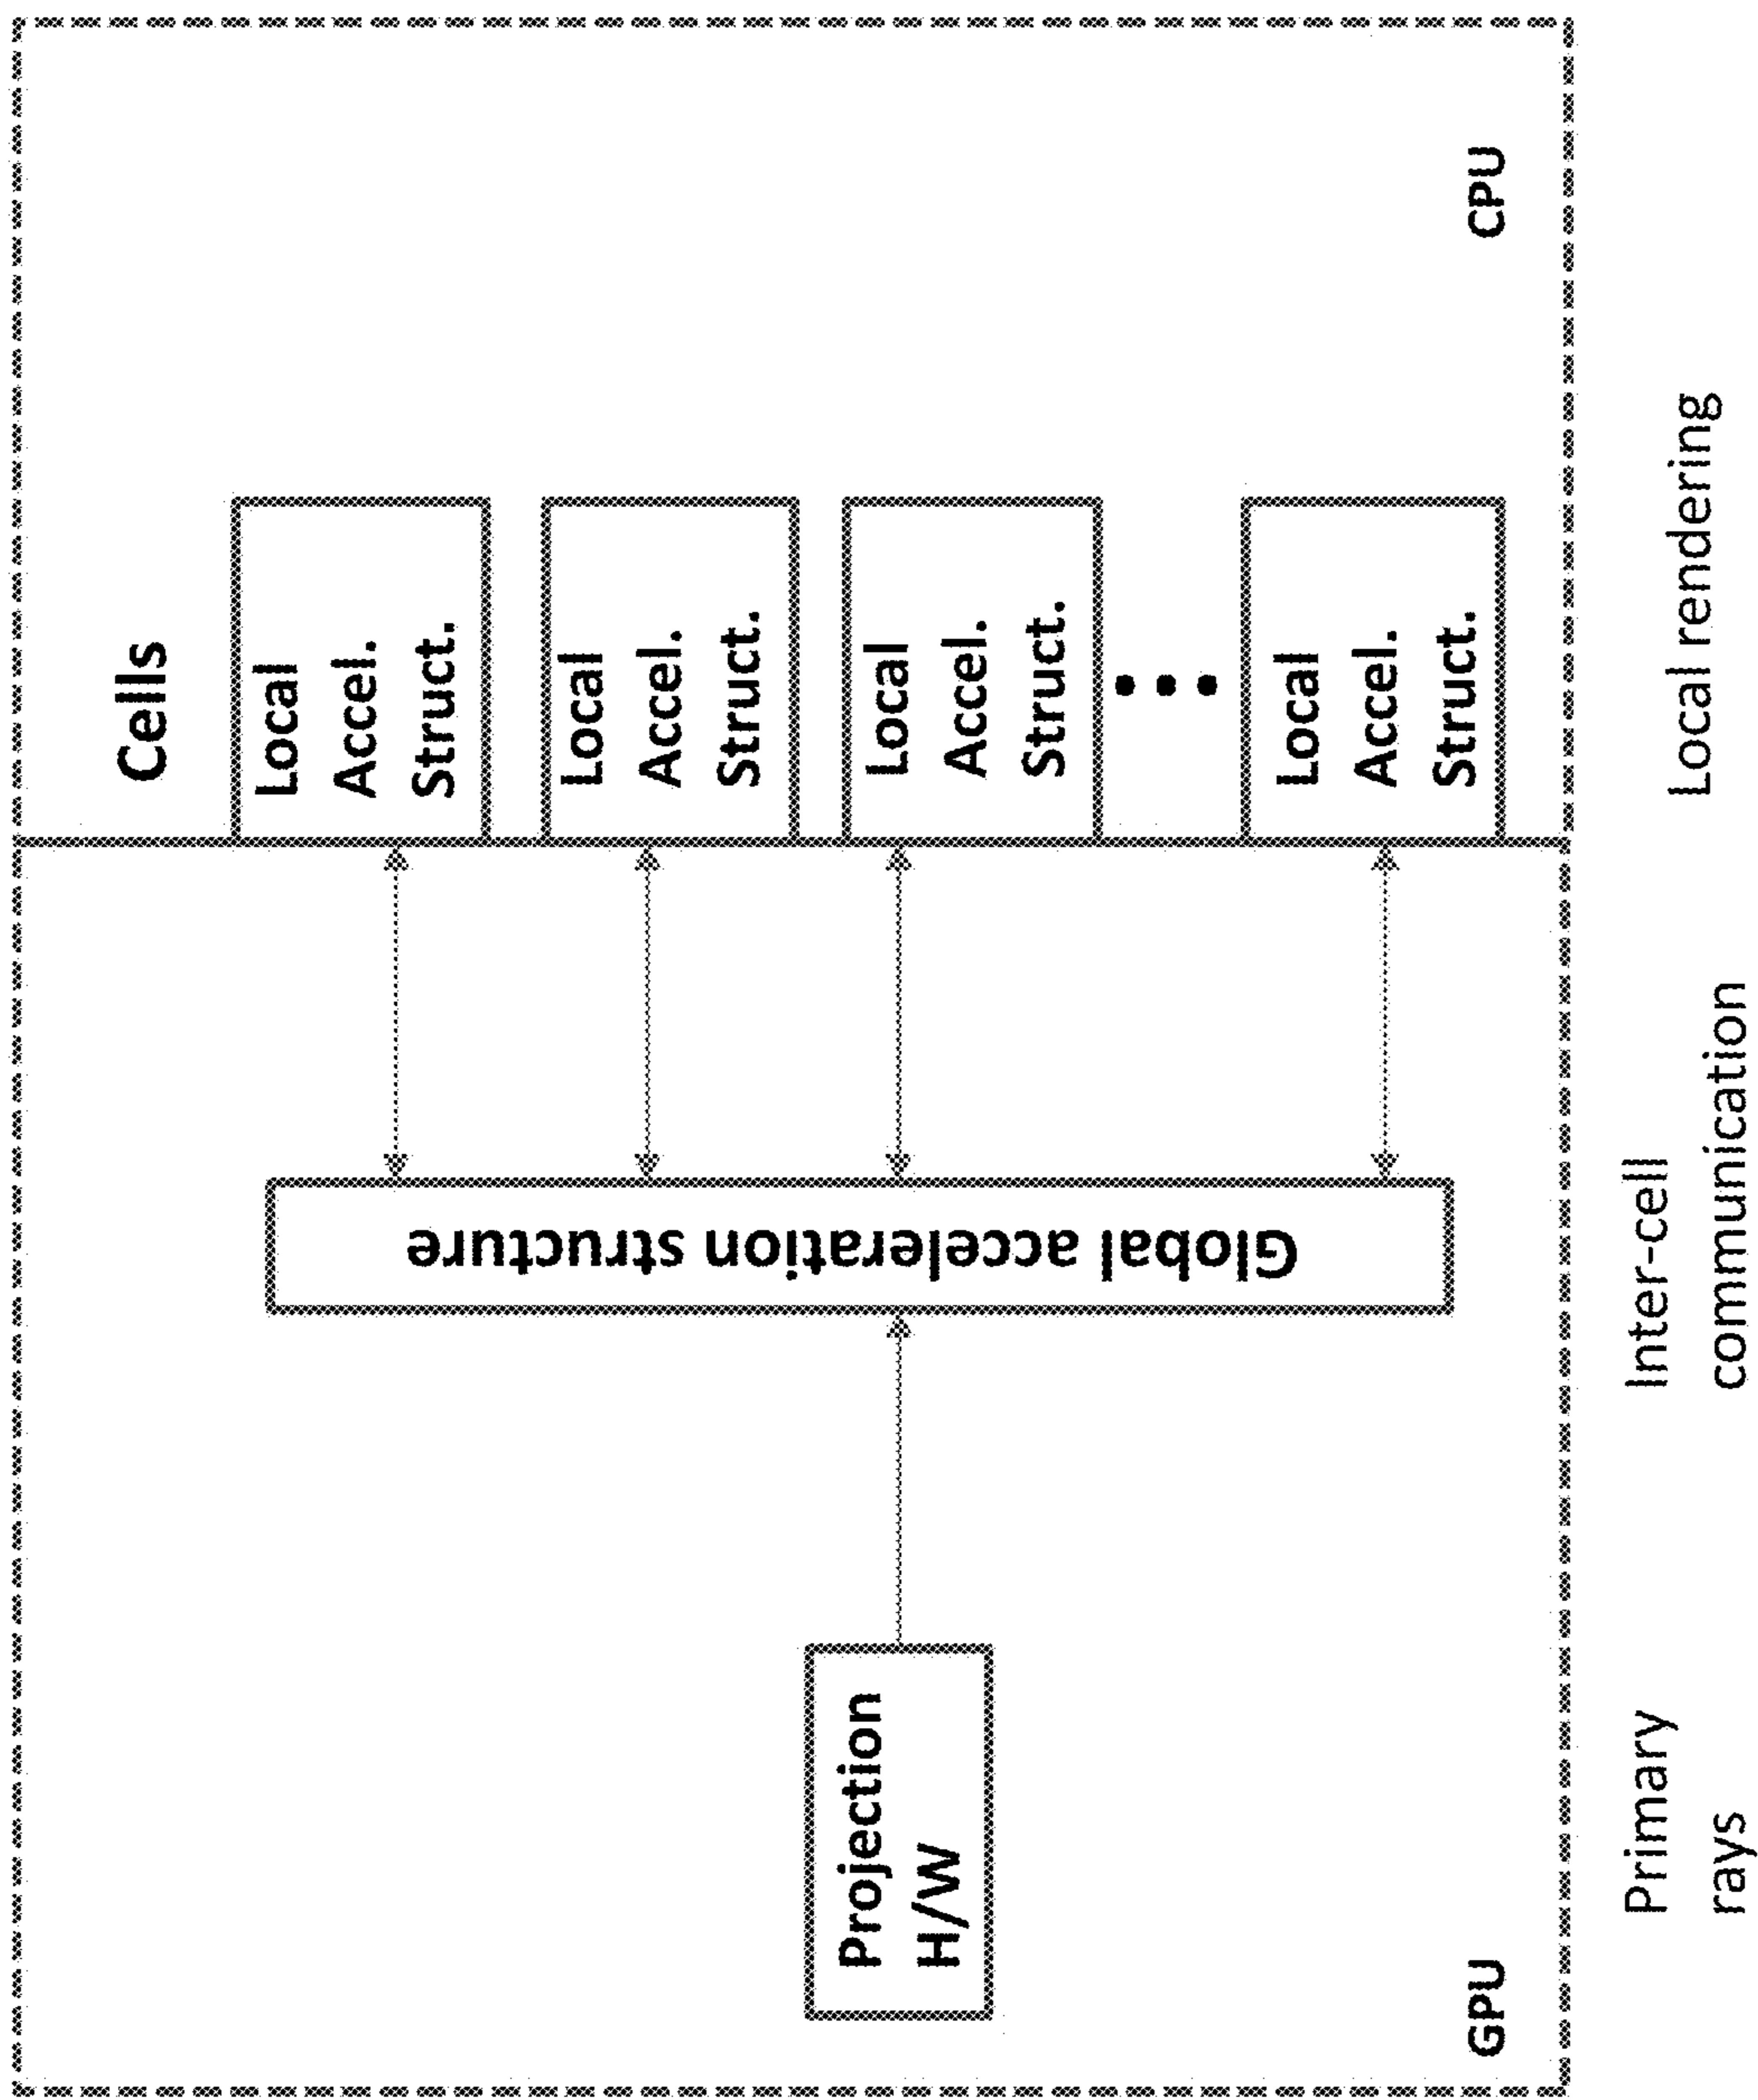 Cells
Local
Accel.
Struct.
Local
Accel.
Struct.
Local
Accel.
Struct.
Local
Accel.
Struct.
Global acceleration structure
Projection
H/W
GPU
CPU
Primary
rays
Inter-cell
communication
Local rendering